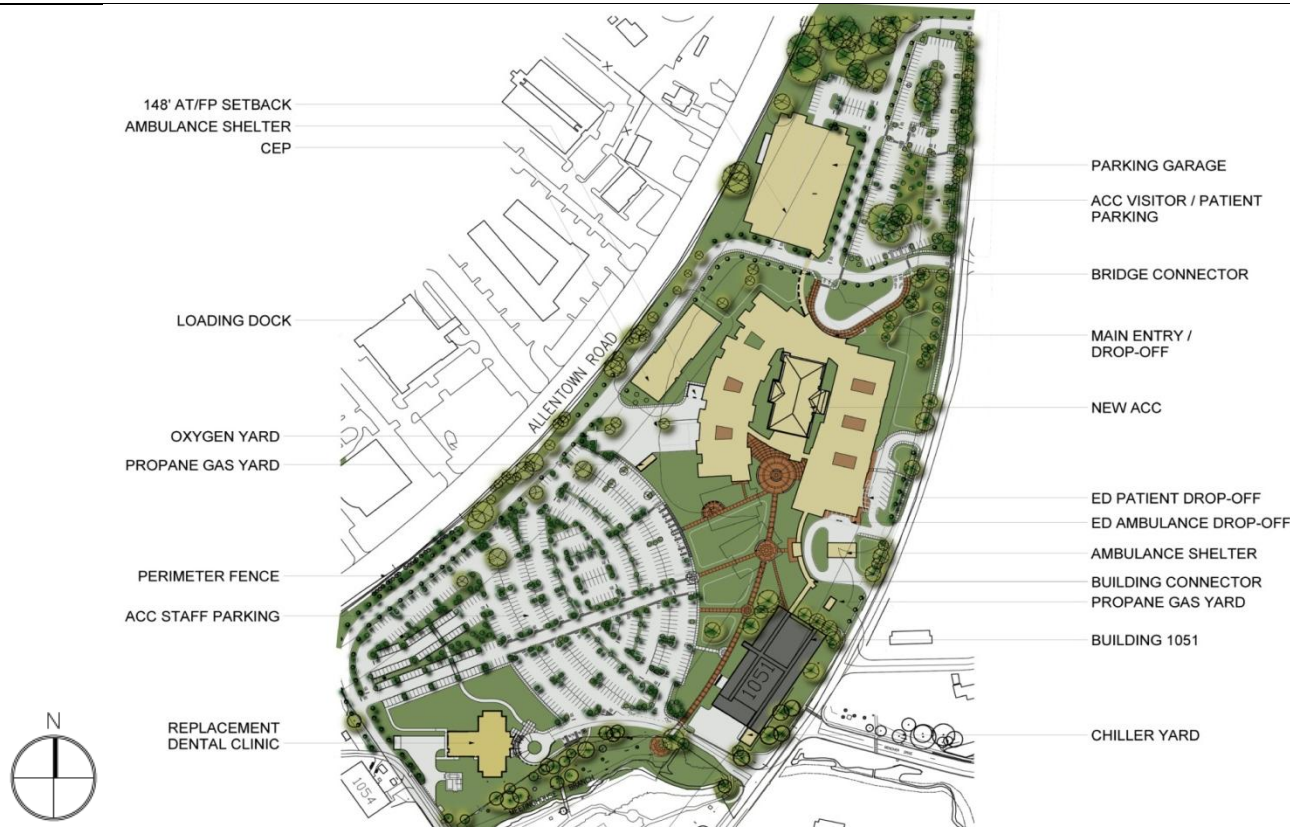 148' AT/FP SETBACK
AMBULANCE SHELTER
CEP
LOADING DOCK
OXYGEN YARD
PROPANE GAS YARD
PERIMETER FENCE
ACC STAFF PARKING
REPLACEMENT
DENTAL CLINIC
N
ALLENTOWN ROAD
1051
1054
BRANCH
PARKING GARAGE
ACC VISITOR / PATIENT
PARKING
BRIDGE CONNECTOR
MAIN ENTRY /
DROP-OFF
NEW ACC
ED PATIENT DROP-OFF
ED AMBULANCE DROP-OFF
AMBULANCE SHELTER
BUILDING CONNECTOR
PROPANE GAS YARD
BUILDING 1051
CHILLER YARD